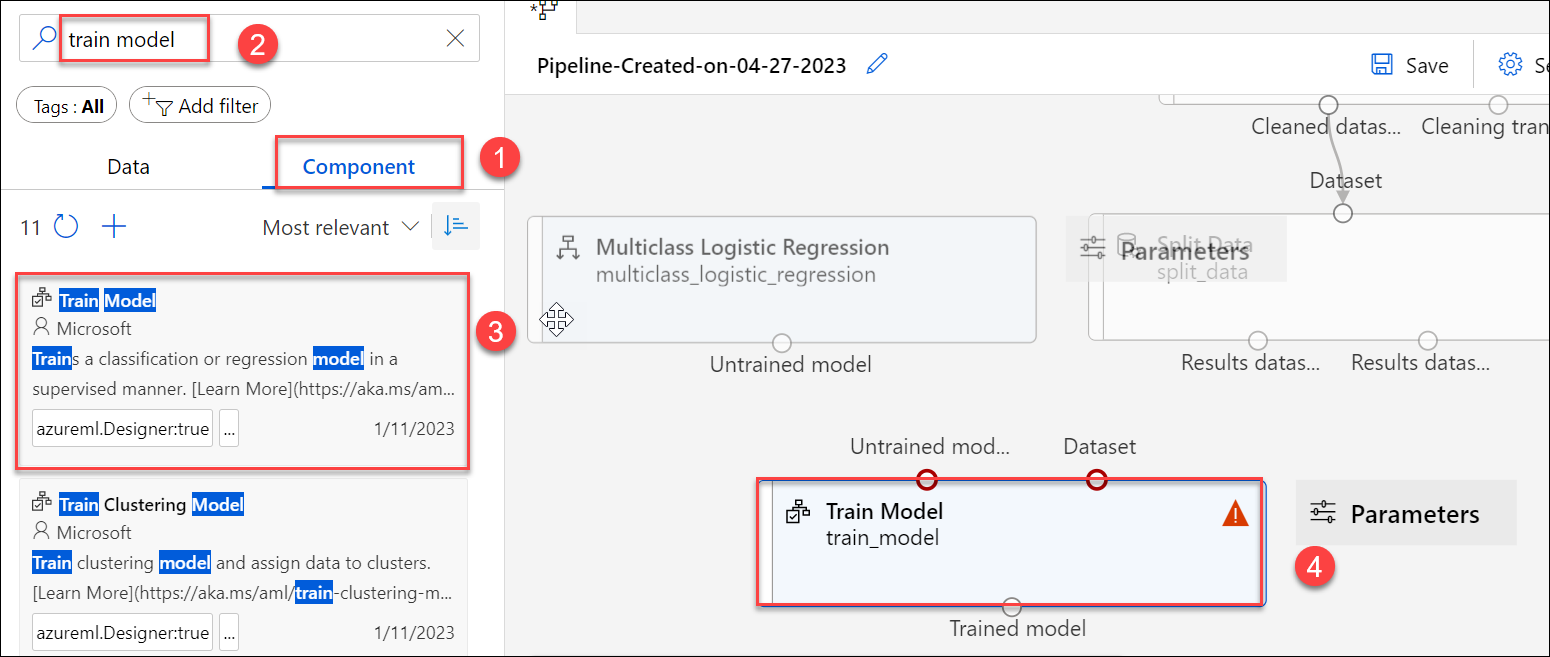 train model
2
Tags : All
Add filter
Data
Component
1
11
Most relevant
Train Model
Microsoft
Trains a classification or regression model in a
supervised manner. [Learn More](https://aka.ms/am...
azureml.Designer:true
...
1/11/2023
3
Train Clustering Model
Microsoft
Train clustering model and assign data to clusters.
[Learn More](https://aka.ms/aml/train-clustering-m...
azureml.Designer:true
...
1/11/2023
Pipeline-Created-on-04-27-2023
Save
Se
Cleaned datas...
Cleaning tran
Dataset
Multiclass Logistic Regression
multiclass_logistic_regression
Untrained model
Parameters
Split Data
split_data
Results datas...
Results datas...
Untrained mod...
Dataset
Train Model
train_model
Parameters
4
Trained model